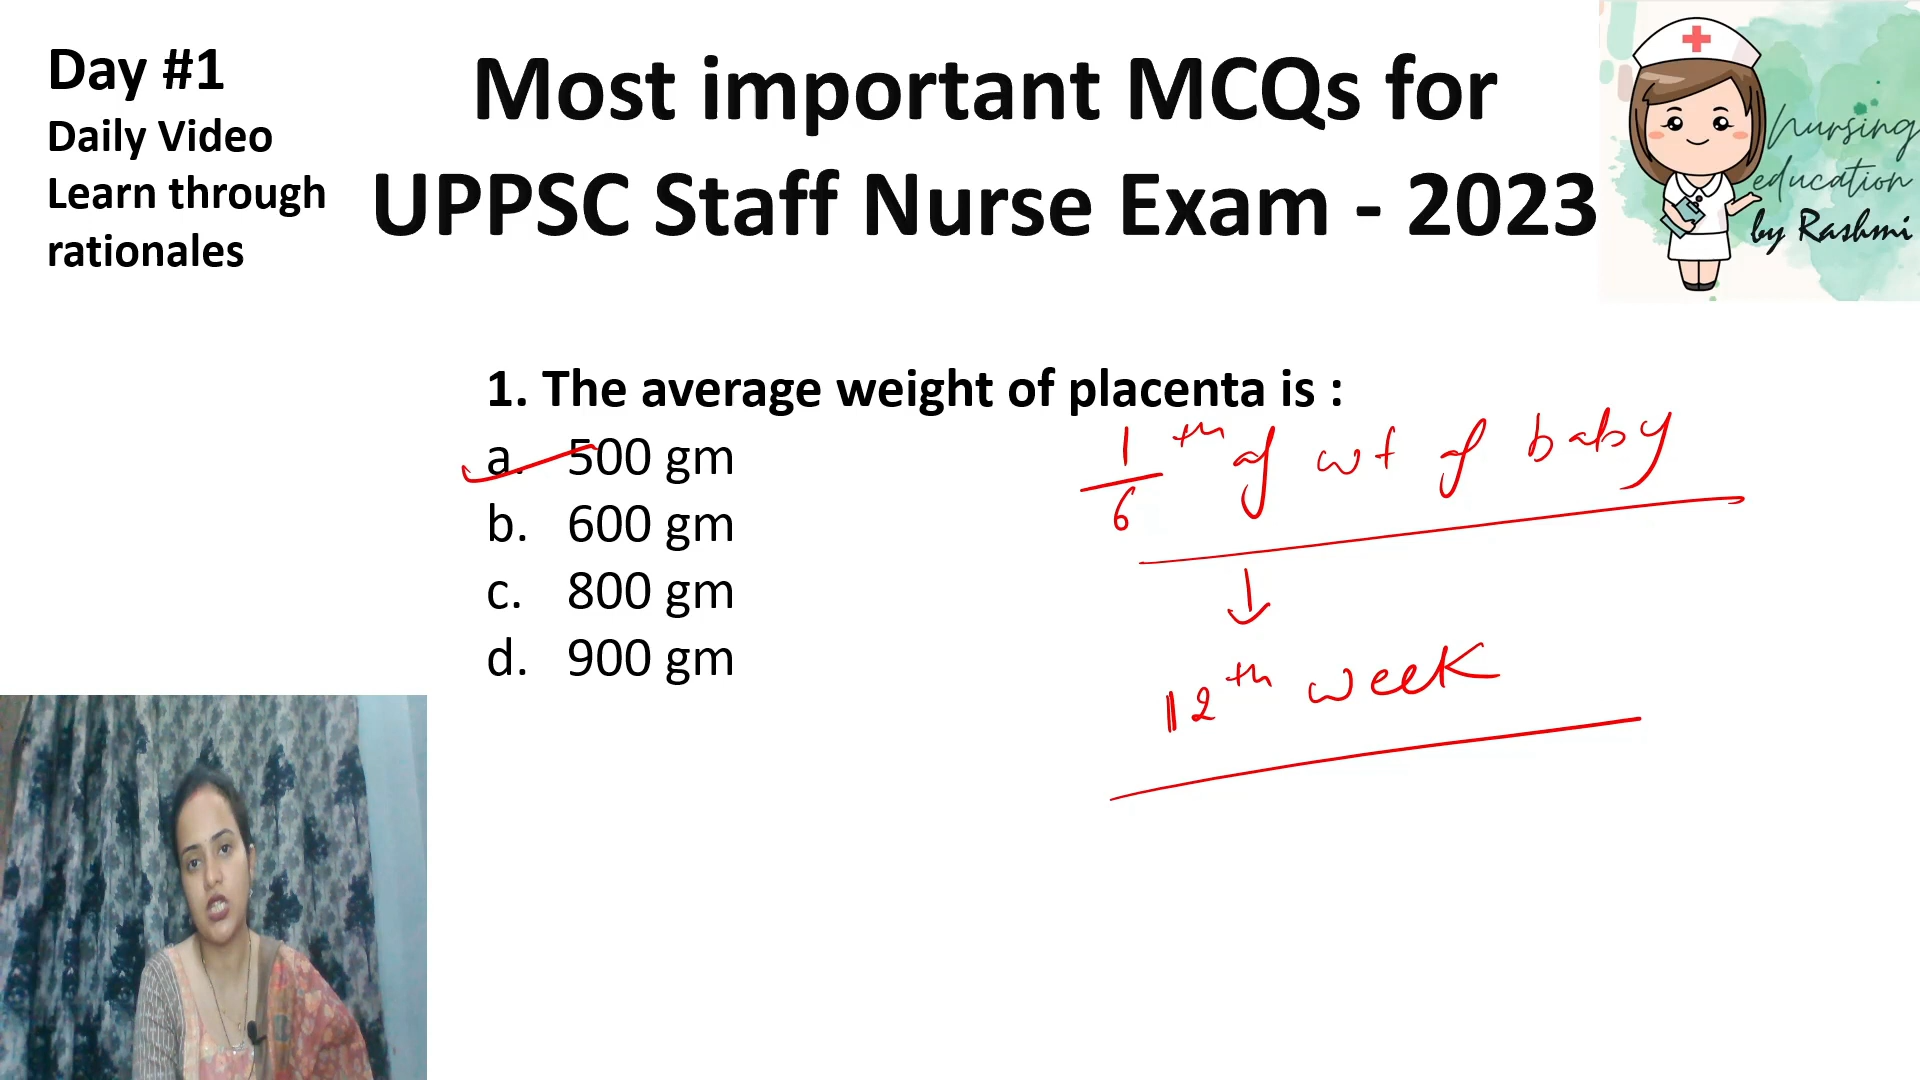 Day #1
Daily Video
Learn through
rationales
Most important MCQs for
UPPSC Staff Nurse Exam - 2023
Nursing
education
by Rashmi
1. The average weight of placenta is :
a. 500 gm
b. 600 gm
c. 800 gm
d. 900 gm
1/6 th of wt of baby
↓
12th week